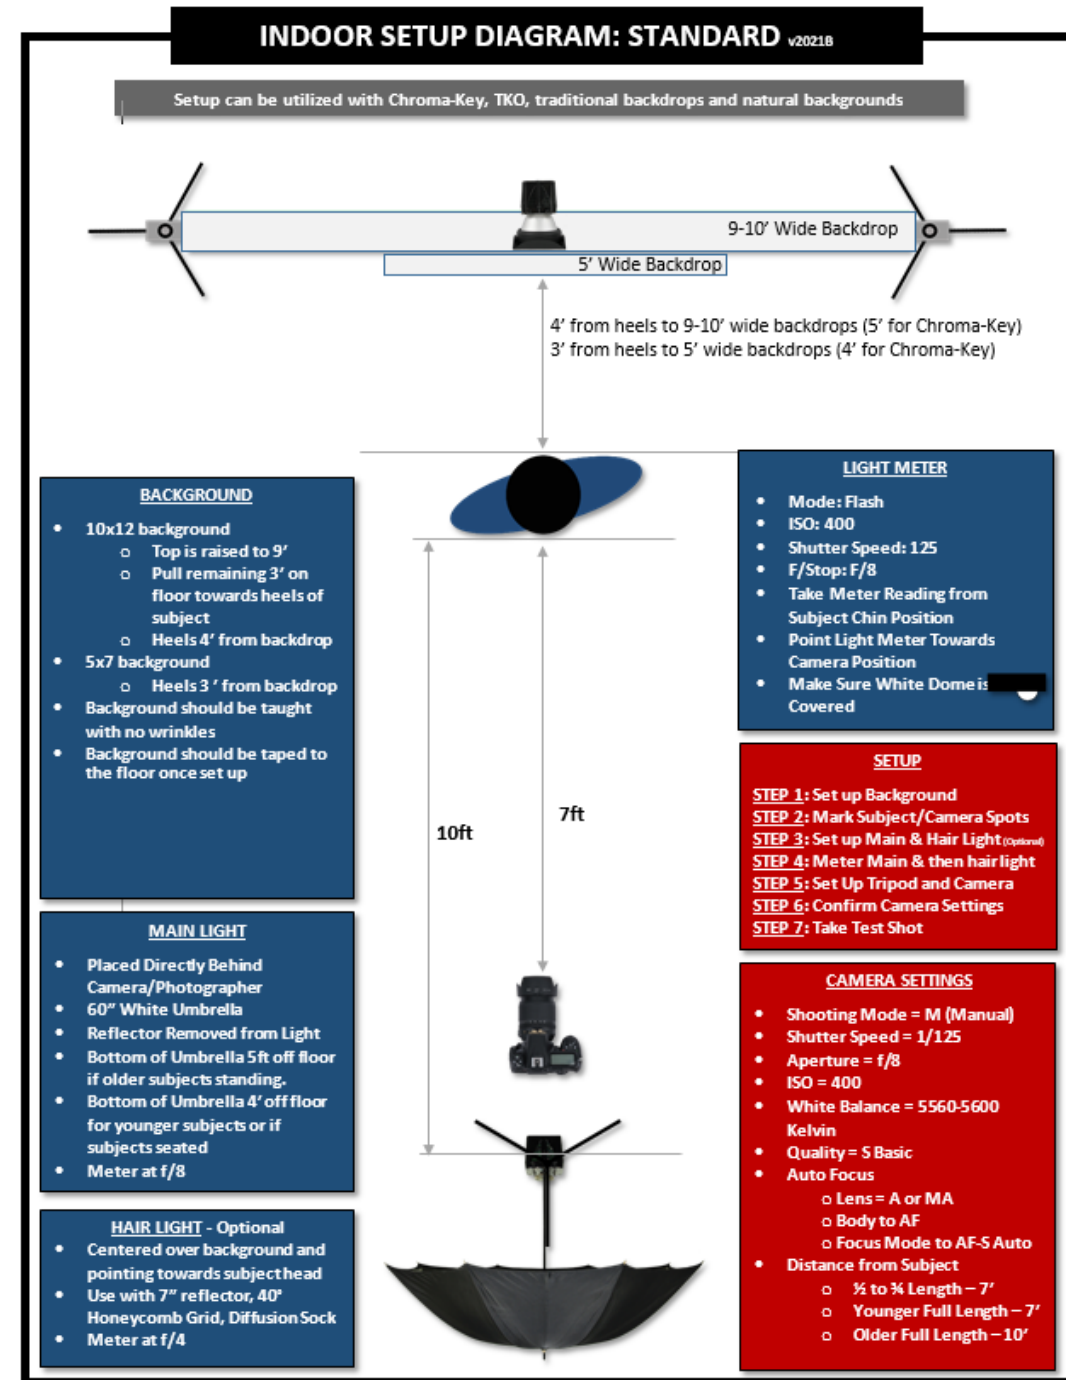 INDOOR SETUP DIAGRAM: STANDARD v2021B
Setup can be utilized with Chroma-Key, TKO, traditional backdrops and natural backgrounds
9-10' Wide Backdrop
5' Wide Backdrop
4' from heels to 9-10' wide backdrops (5' for Chroma-Key)
3' from heels to 5' wide backdrops (4' for Chroma-Key)
BACKGROUND
• 10x12 background
o Top is raised to 9'
o Pull remaining 3' on
floor towards heels of
subject
o Heels 4' from backdrop
• 5x7 background
o Heels 3 ' from backdrop
• Background should be taught
with no wrinkles
• Background should be taped to
the floor once set up
MAIN LIGHT
• Placed Directly Behind
Camera/Photographer
• 60" White Umbrella
• Reflector Removed from Light
• Bottom of Umbrella 5ft off floor
if older subjects standing.
• Bottom of Umbrella 4' off floor
for younger subjects or if
subjects seated
• Meter at f/8
HAIR LIGHT - Optional
• Centered over background and
pointing towards subject head
• Use with 7" reflector, 40°
Honeycomb Grid, Diffusion Sock
• Meter at f/4
10ft
7ft
LIGHT METER
• Mode: Flash
• ISO: 400
• Shutter Speed: 125
• F/Stop: F/8
• Take Meter Reading from
Subject Chin Position
• Point Light Meter Towards
Camera Position
• Make Sure White Dome is
Covered
SETUP
STEP 1: Set up Background
STEP 2: Mark Subject/Camera Spots
STEP 3: Set up Main & Hair Light (Optional)
STEP 4: Meter Main & then hair light
STEP 5: Set Up Tripod and Camera
STEP 6: Confirm Camera Settings
STEP 7: Take Test Shot
CAMERA SETTINGS
• Shooting Mode = M (Manual)
• Shutter Speed = 1/125
• Aperture = f/8
• ISO = 400
• White Balance = 5560-5600
Kelvin
• Quality = S Basic
• Auto Focus
o Lens = A or MA
o Body to AF
o Focus Mode to AF-S Auto
• Distance from Subject
o ½ to ¾ Length – 7'
o Younger Full Length – 7'
o Older Full Length – 10'